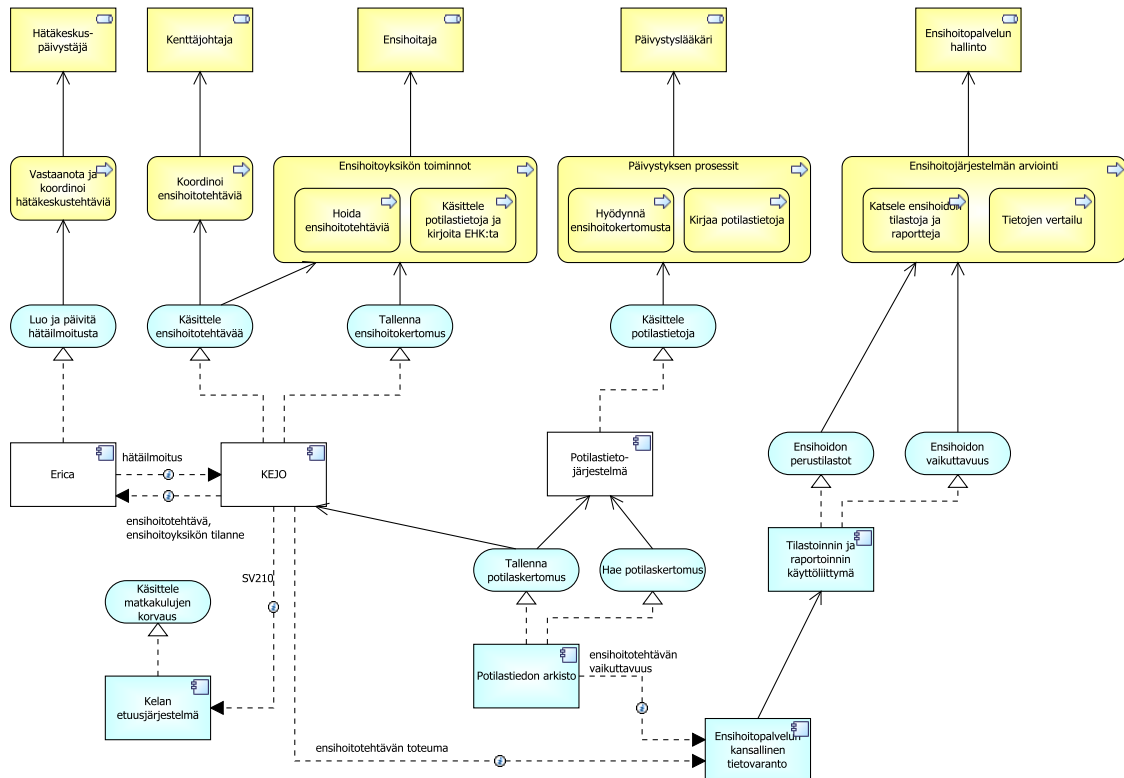 Hätäkeskus-
päivystäjä
Kenttäjohtaja
Ensihoitaja
Päivystyslääkäri
Ensihoitopalvelun
hallinto
Vastaanota ja
koordinoi
hätäkeskustehtäviä
Koordinoi
ensihoitotehtäviä
Ensihoitoyksikön toiminnot
Hoida
ensihoitotehtäviä
Käsittele
potilastietoja ja
kirjoita EHK:ta
Päivystyksen prosessit
Hyödynnä
ensihoitokertomusta
Kirjaa potilastietoja
Ensihoitojärjestelmän arviointi
Katsele ensihoidon
tilastoja ja
raportteja
Tietojen vertailu
Luo ja päivitä
hätäilmoitusta
Käsittele
ensihoitotehtävää
Tallenna
ensihoitokertomus
Käsittele
potilastietoja
Ensihoidon
perustilastot
Ensihoidon
vaikuttavuus
Erica
hätäilmoitus
KEJO
ensihoitotehtävä,
ensihoitoyksikön tilanne
Potilastieto-
järjestelmä
Tilastoinnin ja
raportoinnin
käyttöliittymä
SV210
Tallenna
potilaskertomus
Hae potilaskertomus
Käsittele
matkakulujen
korvaus
Kelan
etuusjärjestelmä
Potilastiedon arkisto
ensihoitotehtävän
vaikuttavuus
ensihoitotehtävän toteuma
Ensihoitopalvelun
kansallinen
tietovaranto